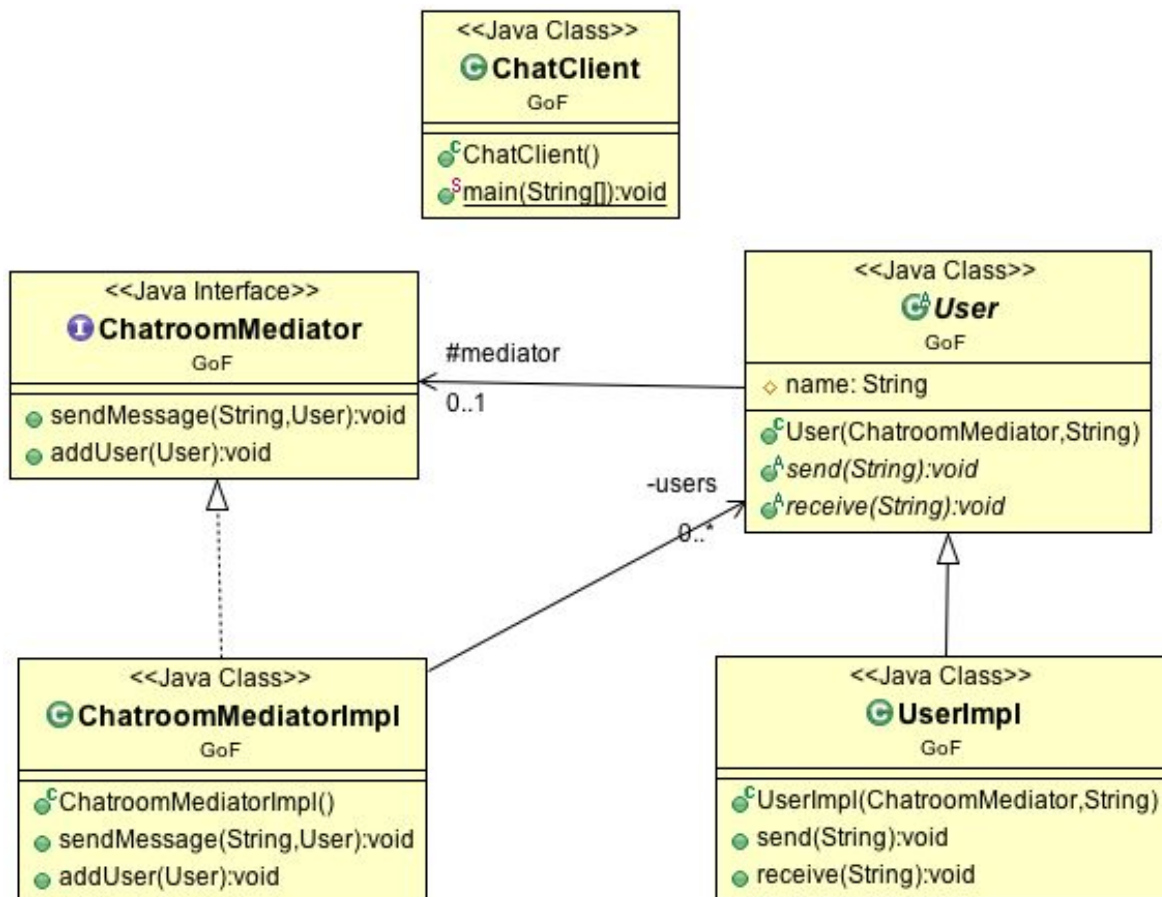 <<Java Class>>
ChatClient
GoF
ChatClient()
main(String[]):void
<<Java Interface>>
ChatroomMediator
GoF
sendMessage(String,User):void
addUser(User):void
#mediator
0..1
<<Java Class>>
User
GoF
name: String
User(ChatroomMediator,String)
send(String):void
receive(String):void
-users
0..*
<<Java Class>>
ChatroomMediatorImpl
GoF
ChatroomMediatorImpl()
sendMessage(String,User):void
addUser(User):void
<<Java Class>>
UserImpl
GoF
UserImpl(ChatroomMediator,String)
send(String):void
receive(String):void